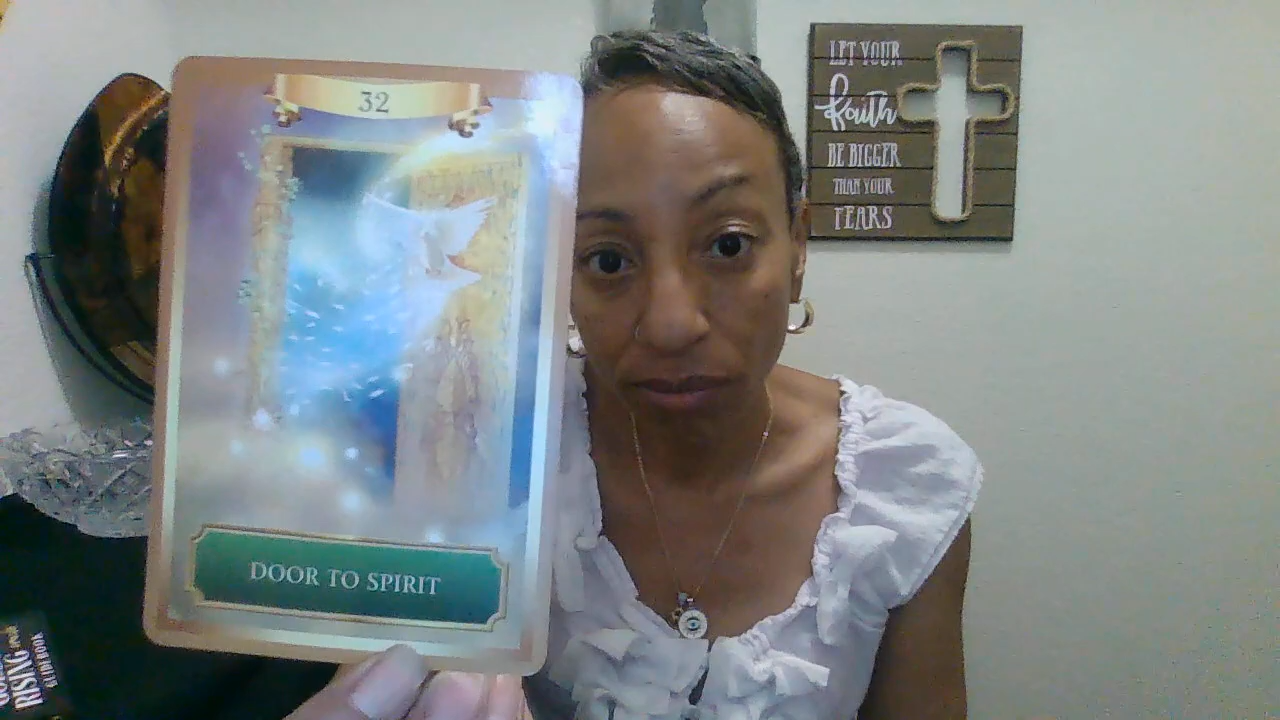 32
DOOR TO SPIRIT
LET YOUR
faith
BE BIGGER
THAN YOUR
FEARS